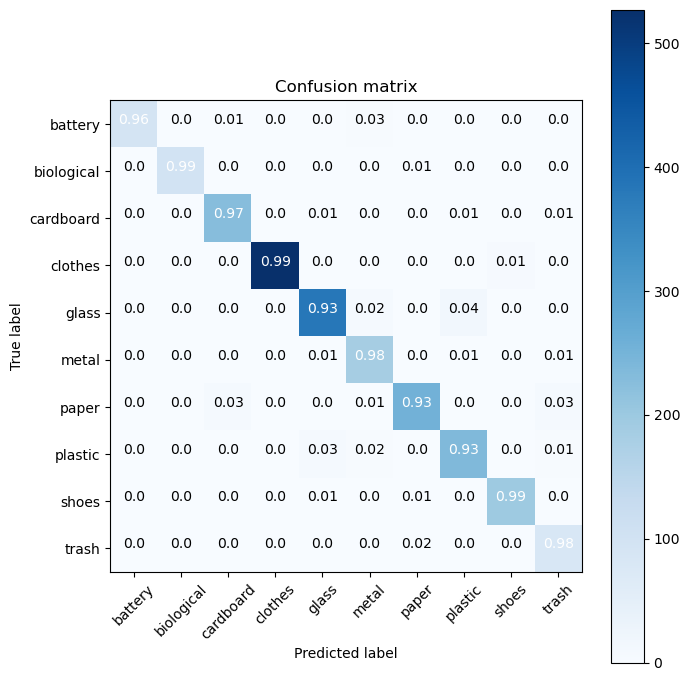 Confusion matrix
battery 0.96 0.0 0.01 0.0 0.0 0.03 0.0 0.0 0.0 0.0
biological 0.0 0.99 0.0 0.0 0.0 0.0 0.01 0.0 0.0 0.0
cardboard 0.0 0.0 0.97 0.0 0.01 0.0 0.0 0.01 0.0 0.01
clothes 0.0 0.0 0.0 0.99 0.0 0.0 0.0 0.0 0.01 0.0
glass 0.0 0.0 0.0 0.0 0.93 0.02 0.0 0.04 0.0 0.0
metal 0.0 0.0 0.0 0.0 0.01 0.98 0.0 0.01 0.0 0.01
paper 0.0 0.0 0.03 0.0 0.0 0.01 0.93 0.0 0.0 0.03
plastic 0.0 0.0 0.0 0.0 0.03 0.02 0.0 0.93 0.0 0.01
shoes 0.0 0.0 0.0 0.0 0.01 0.0 0.01 0.0 0.99 0.0
trash 0.0 0.0 0.0 0.0 0.0 0.0 0.02 0.0 0.0 0.98
True label
battery biological cardboard clothes glass metal paper plastic shoes trash
Predicted label
500
400
300
200
100
0